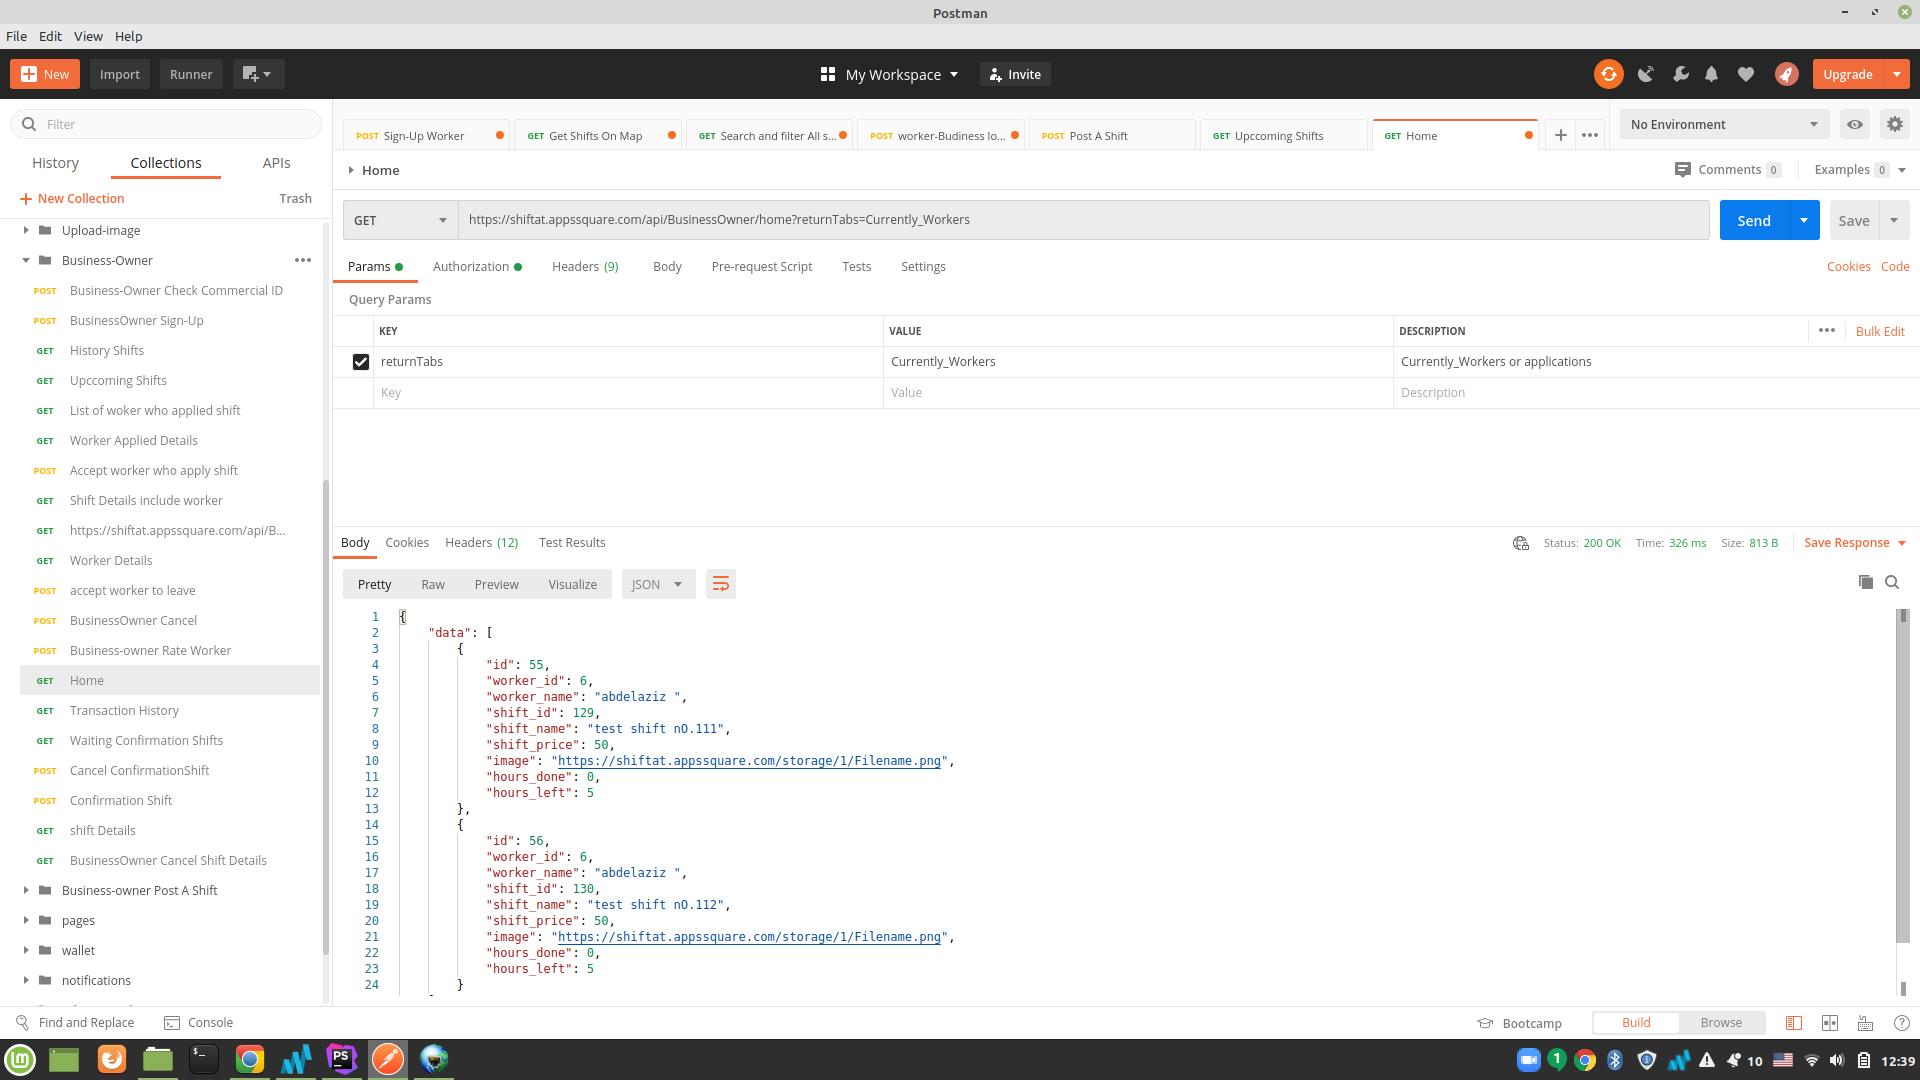 Postman
File Edit View Help
New Import Runner My Workspace Invite Upgrade
Filter
History Collections APIs
New Collection Trash
Upload-image
Business-Owner
POST Business-Owner Check Commercial ID
POST BusinessOwner Sign-Up
GET History Shifts
GET Upccoming Shifts
GET List of woker who applied shift
GET Worker Applied Details
POST Accept worker who apply shift
GET Shift Details include worker
GET https://shiftat.appssquare.com/api/B...
GET Worker Details
POST accept worker to leave
POST BusinessOwner Cancel
POST Business-owner Rate Worker
GET Home
GET Transaction History
GET Waiting Confirmation Shifts
POST Cancel ConfirmationShift
POST Confirmation Shift
GET shift Details
GET BusinessOwner Cancel Shift Details
Business-owner Post A Shift
pages
wallet
notifications
POST Sign-Up Worker GET Get Shifts On Map GET Search and filter All s... POST worker-Budiness lo... POST Post A Shift GET Upccoming Shifts GET Home No Environment
Home Comments 0 Examples 0
GET https://shiftat.appssquare.com/api/BusinessOwner/home?returnTabs=Currently_Workers Send Save
Params Authorization Headers (9) Body Pre-request Script Tests Settings Cookies Code
Query Params
KEY VALUE DESCRIPTION Bulk Edit
returnTabs Currently_Workers Currently_Workers or applications
Key Value Description
Body Cookies Headers (12) Test Results Status: 200 OK Time: 326 ms Size: 813 B Save Response
Pretty Raw Preview Visualize JSON
1 {
2 "data": [
3 {
4 "id": 55,
5 "worker_id": 6,
6 "worker_name": "abdelaziz ",
7 "shift_id": 129,
8 "shift_name": "test shift nO.111",
9 "shift_price": 50,
10 "image": "https://shiftat.appssquare.com/storage/1/Filename.png",
11 "hours_done": 0,
12 "hours_left": 5
13 },
14 {
15 "id": 56,
16 "worker_id": 6,
17 "worker_name": "abdelaziz ",
18 "shift_id": 130,
19 "shift_name": "test shift nO.112",
20 "shift_price": 50,
21 "image": "https://shiftat.appssquare.com/storage/1/Filename.png",
22 "hours_done": 0,
23 "hours_left": 5
24 }
Find and Replace Console Bootcamp Build Browse
PS 1 10 12:39